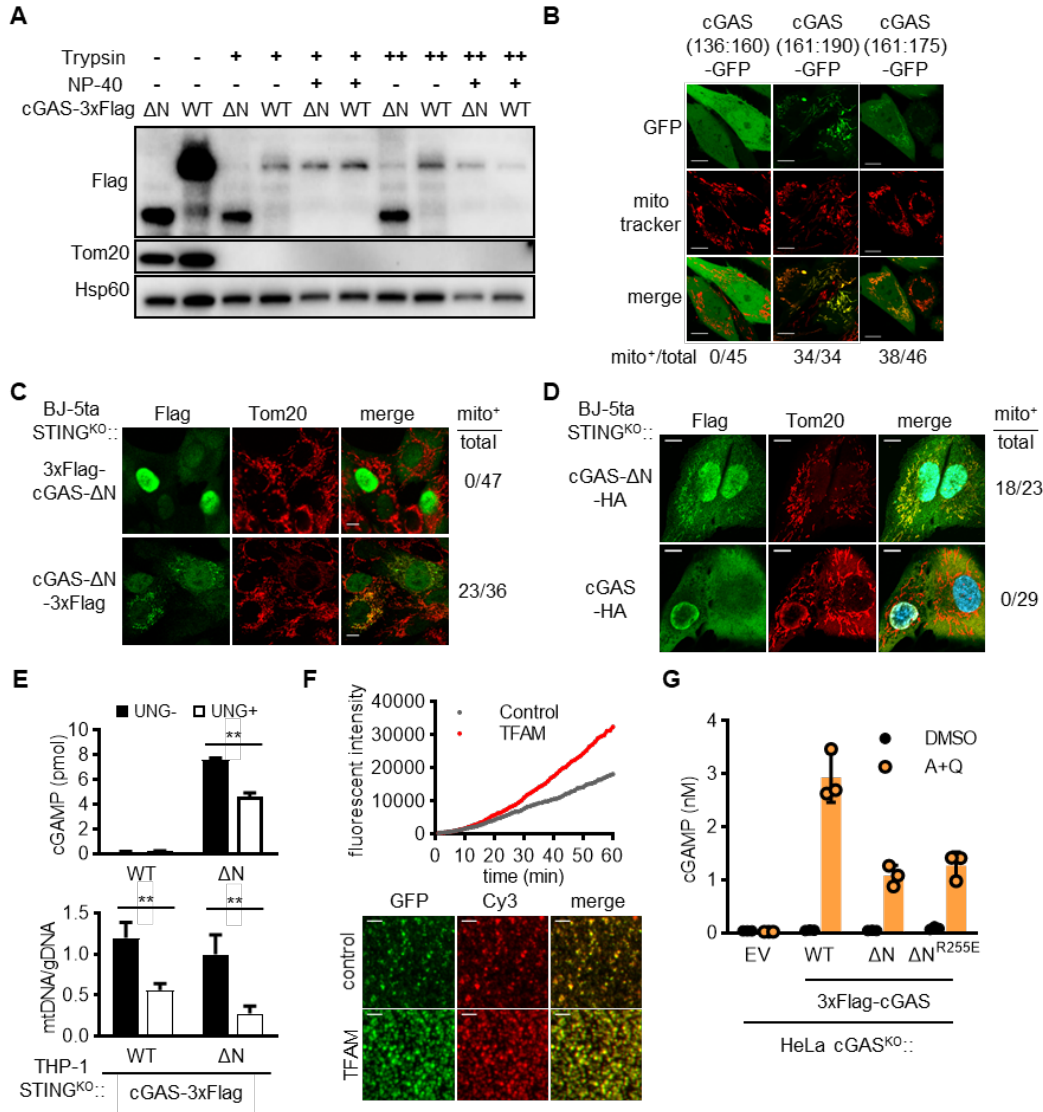 A
Trypsin - - + + + + ++ ++ ++ ++
NP-40 - - - - + + - - + +
cGAS-3xFlag ΔN WT ΔN WT ΔN WT ΔN WT ΔN WT
Flag
Tom20
Hsp60
B
cGAS cGAS cGAS
(136:160) (161:190) (161:175)
-GFP -GFP -GFP
GFP
mito
tracker
merge
mito⁺/total 0/45 34/34 38/46
C
BJ-5ta
STINGᴷᴼ::
Flag Tom20 merge
mito⁺
total
3xFlag-
cGAS-ΔN
0/47
cGAS-ΔN
-3xFlag
23/36
D
BJ-5ta
STINGᴷᴼ::
Flag Tom20 merge
mito⁺
total
cGAS-ΔN
-HA
18/23
cGAS
-HA
0/29
E
UNG- UNG+
cGAMP (pmol)
10
8
6
4
2
0
**
WT ΔN
mtDNA/gDNA
1.5
1.0
0.5
0.0
** **
WT ΔN
THP-1
STINGᴷᴼ::
cGAS-3xFlag
F
fluorescent intensity
40000
30000
20000
10000
0
Control
TFAM
0 10 20 30 40 50 60
time (min)
GFP Cy3 merge
control
TFAM
G
cGAMP (nM)
4
3
2
1
0
DMSO
A+Q
EV WT ΔN ΔNᴿ²⁵⁵ᴱ
3xFlag-cGAS
HeLa cGASᴷᴼ::